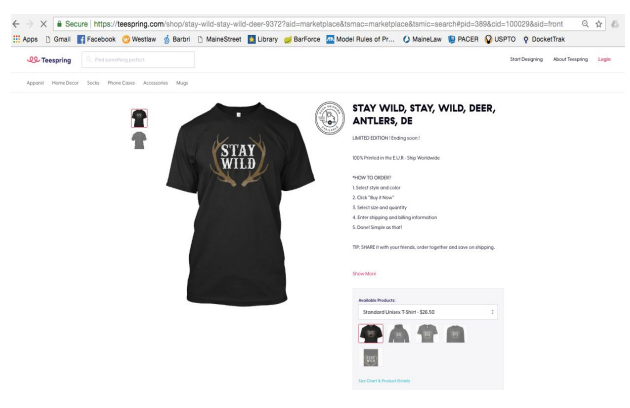 Secure | https://teespring.com/shop/stay-wild-stay-wild-deer-9372?aid=marketplace&tsmac=marketplace&tsmic=search#pid=389&cid=100029&sid=front
Apps Gmail Facebook Westlaw Barbri MaineStreet Library BarForce Model Rules of Pr... MaineLaw PACER USPTO DocketTrak
Teespring Find something perfect Start Designing About Teespring Login
Apparel Home Decor Socks Phone Cases Accessories Mugs
STAY WILD, STAY, WILD, DEER,
ANTLERS, DE
LIMITED EDITION ! Ending soon !
100% Printed in the E.U.R - Ship Worldwide
*HOW TO ORDER?
1. Select style and color
2. Click "Buy it Now"
3. Select size and quantity
4. Enter shipping and billing information
5. Done! Simple as that!
TIP: SHARE it with your friends, order together and save on shipping.
Show More
STAY
WILD
Available Products:
Standard Unisex T-Shirt - $26.50
Size Chart & Product Details